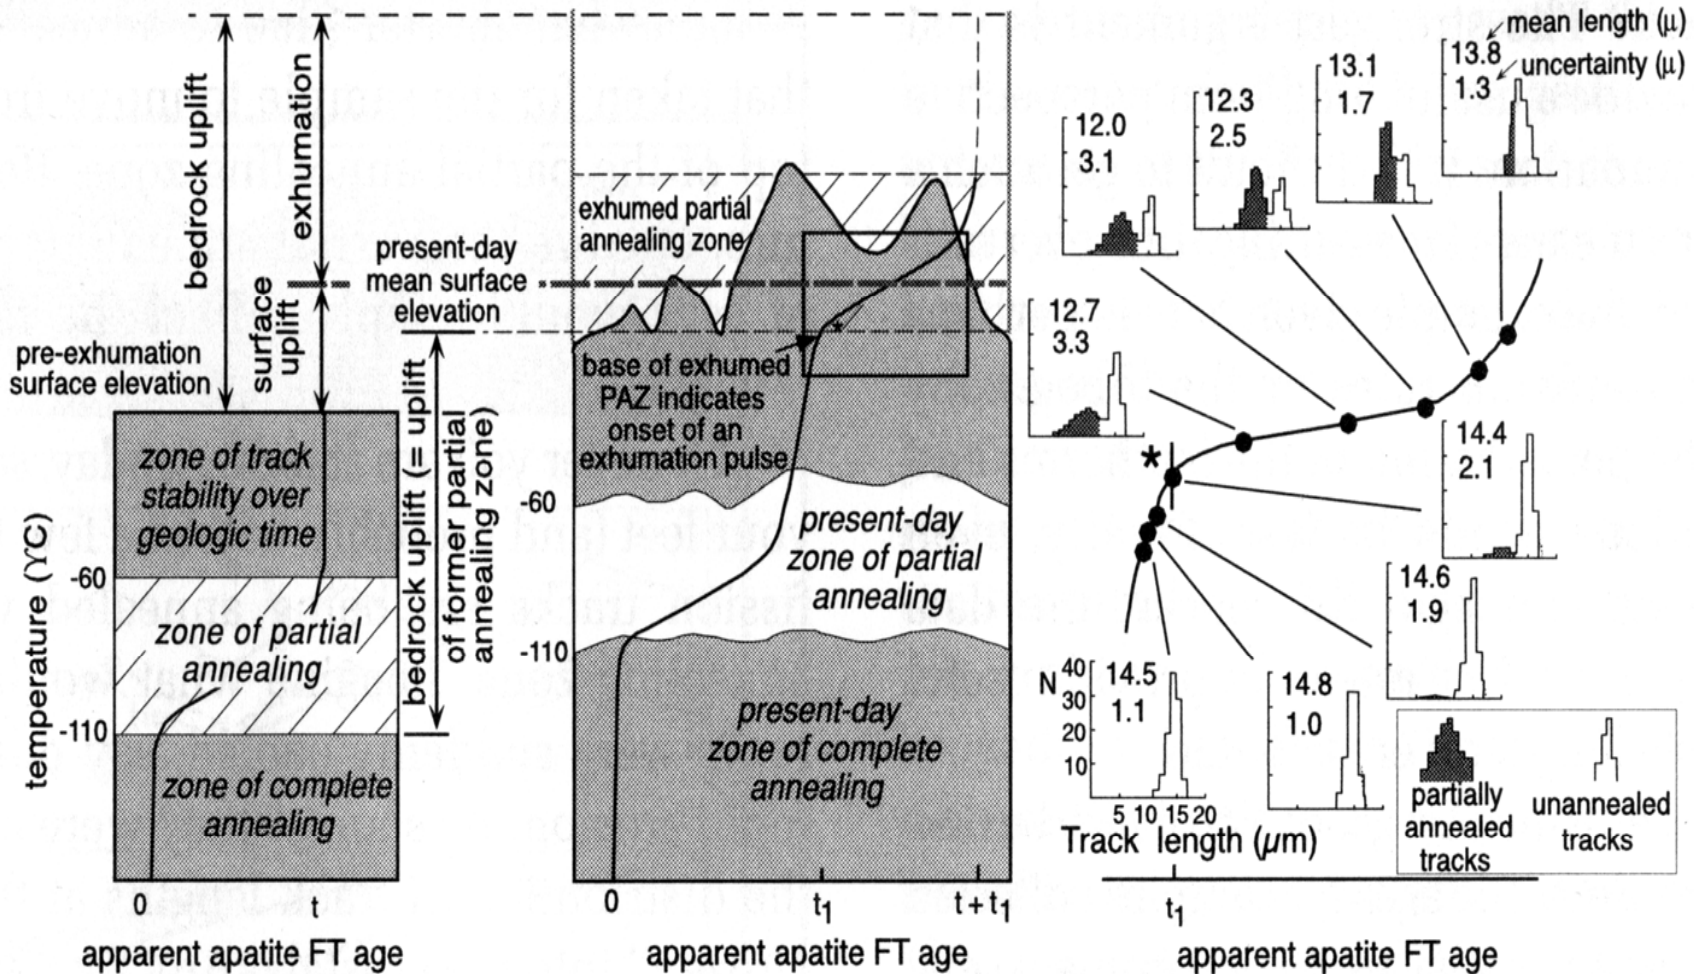 bedrock uplift
exhumation
surface
uplift
pre-exhumation
surface elevation
present-day
mean surface
elevation
temperature (ϒC)
zone of track
stability over
geologic time
-60
zone of partial
annealing
-110
zone of complete
annealing
0
t
apparent apatite FT age
bedrock uplift (= uplift
of former partial
annealing zone)
exhumed partial
annealing zone
*
base of exhumed
PAZ indicates
onset of an
exhumation pulse
-60
present-day
zone of partial
annealing
-110
present-day
zone of complete
annealing
0
t1
t + t1
apparent apatite FT age
mean length (μ)
uncertainty (μ)
13.8
1.3
13.1
1.7
12.3
2.5
12.0
3.1
12.7
3.3
*
14.4
2.1
14.6
1.9
14.8
1.0
14.5
1.1
N
40
30
20
10
5 10 15 20
Track length (μm)
partially
annealed
tracks
unannealed
tracks
t1
apparent apatite FT age